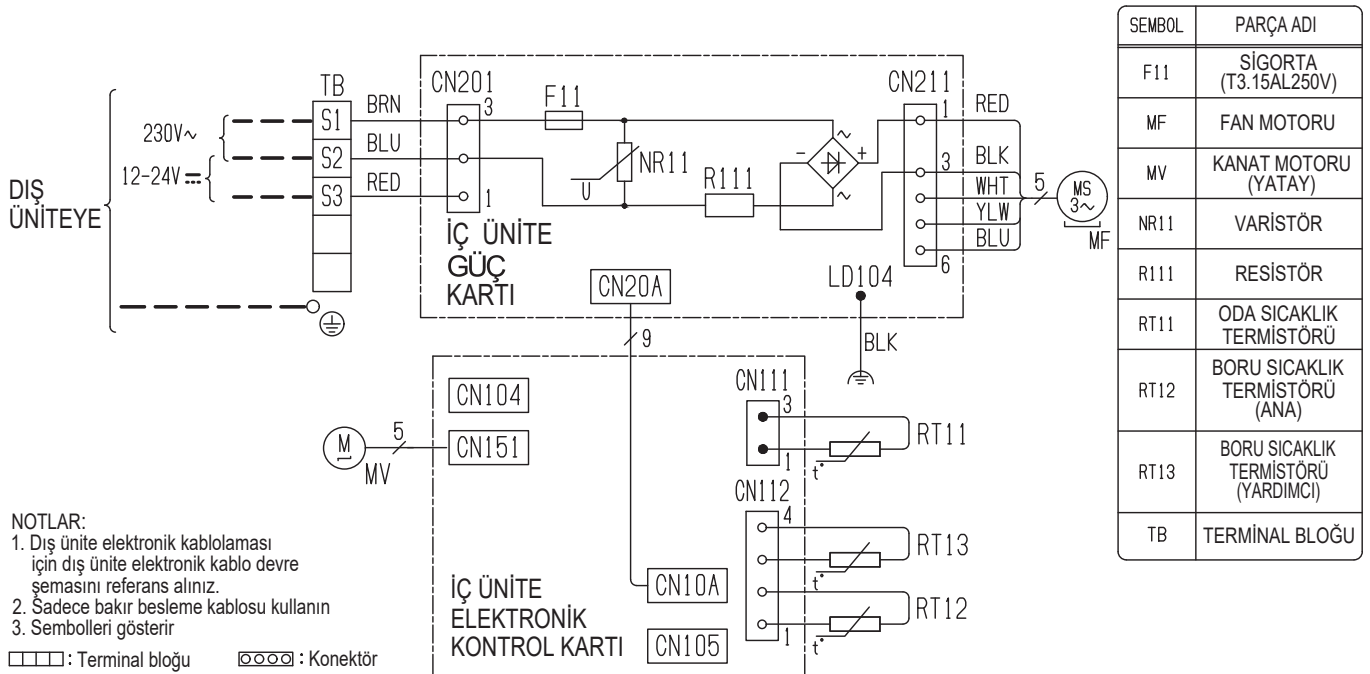 DIŞ
ÜNİTEYE
230V~
12-24V
TB
S1
S2
S3
BRN
BLU
RED
CN201
3
1
F11
NR11
U
R111
~
-
+
~
CN211
1
3
6
RED
BLK
WHT
YLW
BLU
5
MS
3~
MF
İÇ ÜNİTE
GÜÇ
KARTI
CN20A
LD104
BLK
9
CN104
CN151
M
5
MV
CN111
3
1
t°
RT11
CN112
4
1
t°
RT13
t°
RT12
İÇ ÜNİTE
ELEKTRONİK
KONTROL KARTI
CN10A
CN105
NOTLAR:
1. Dış ünite elektronik kablolaması
için dış ünite elektronik kablo devre
şemasını referans alınız.
2. Sadece bakır besleme kablosu kullanın
3. Sembolleri gösterir
: Terminal bloğu
: Konektör
SEMBOL PARÇA ADI
F11 SİGORTA
(T3.15AL250V)
MF FAN MOTORU
MV KANAT MOTORU
(YATAY)
NR11 VARİSTÖR
R111 RESİSTÖR
RT11 ODA SICAKLIK
TERMİSTÖRÜ
RT12 BORU SICAKLIK
TERMİSTÖRÜ
(ANA)
RT13 BORU SICAKLIK
TERMİSTÖRÜ
(YARDIMCI)
TB TERMİNAL BLOĞU